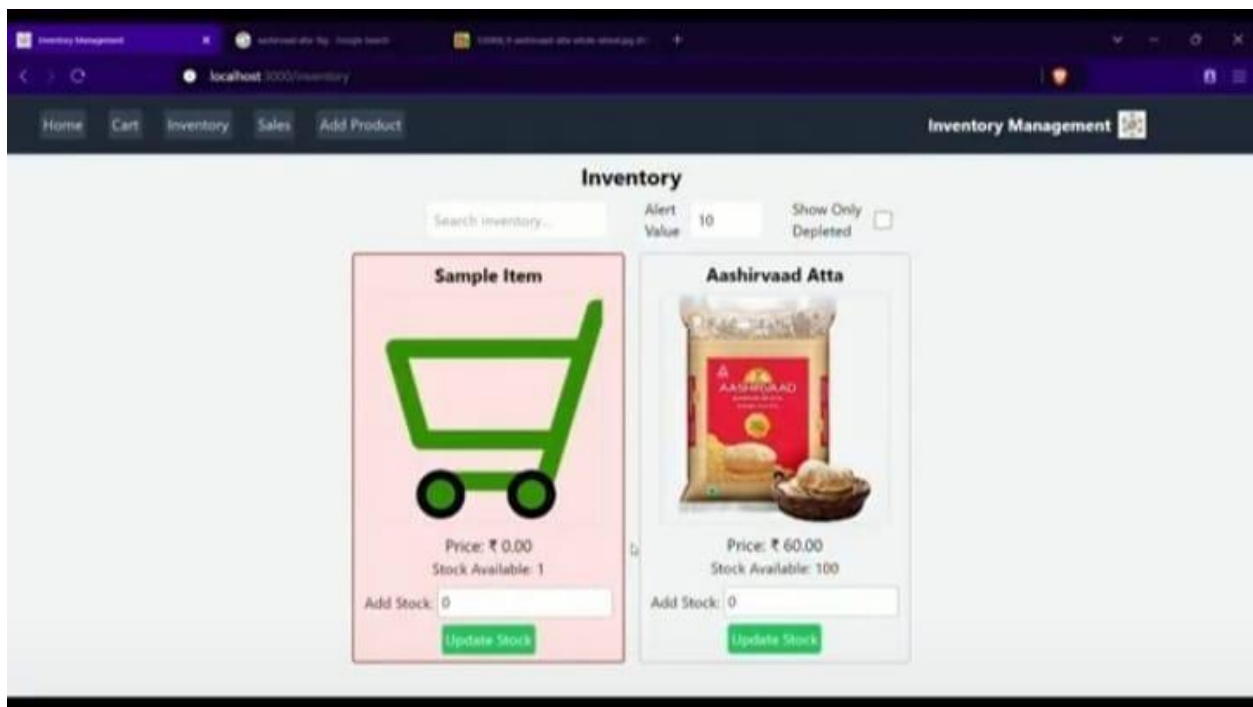 Inventory Management
localhost:3000/inventory
Home Cart Inventory Sales Add Product
Inventory Management
Inventory
Search inventory...
Alert Value 10
Show Only Depleted
Sample Item
Price: ₹ 0.00
Stock Available: 1
Add Stock: 0
Update Stock
Aashirvaad Atta
AASHIRVAAD
Price: ₹ 60.00
Stock Available: 100
Add Stock: 0
Update Stock